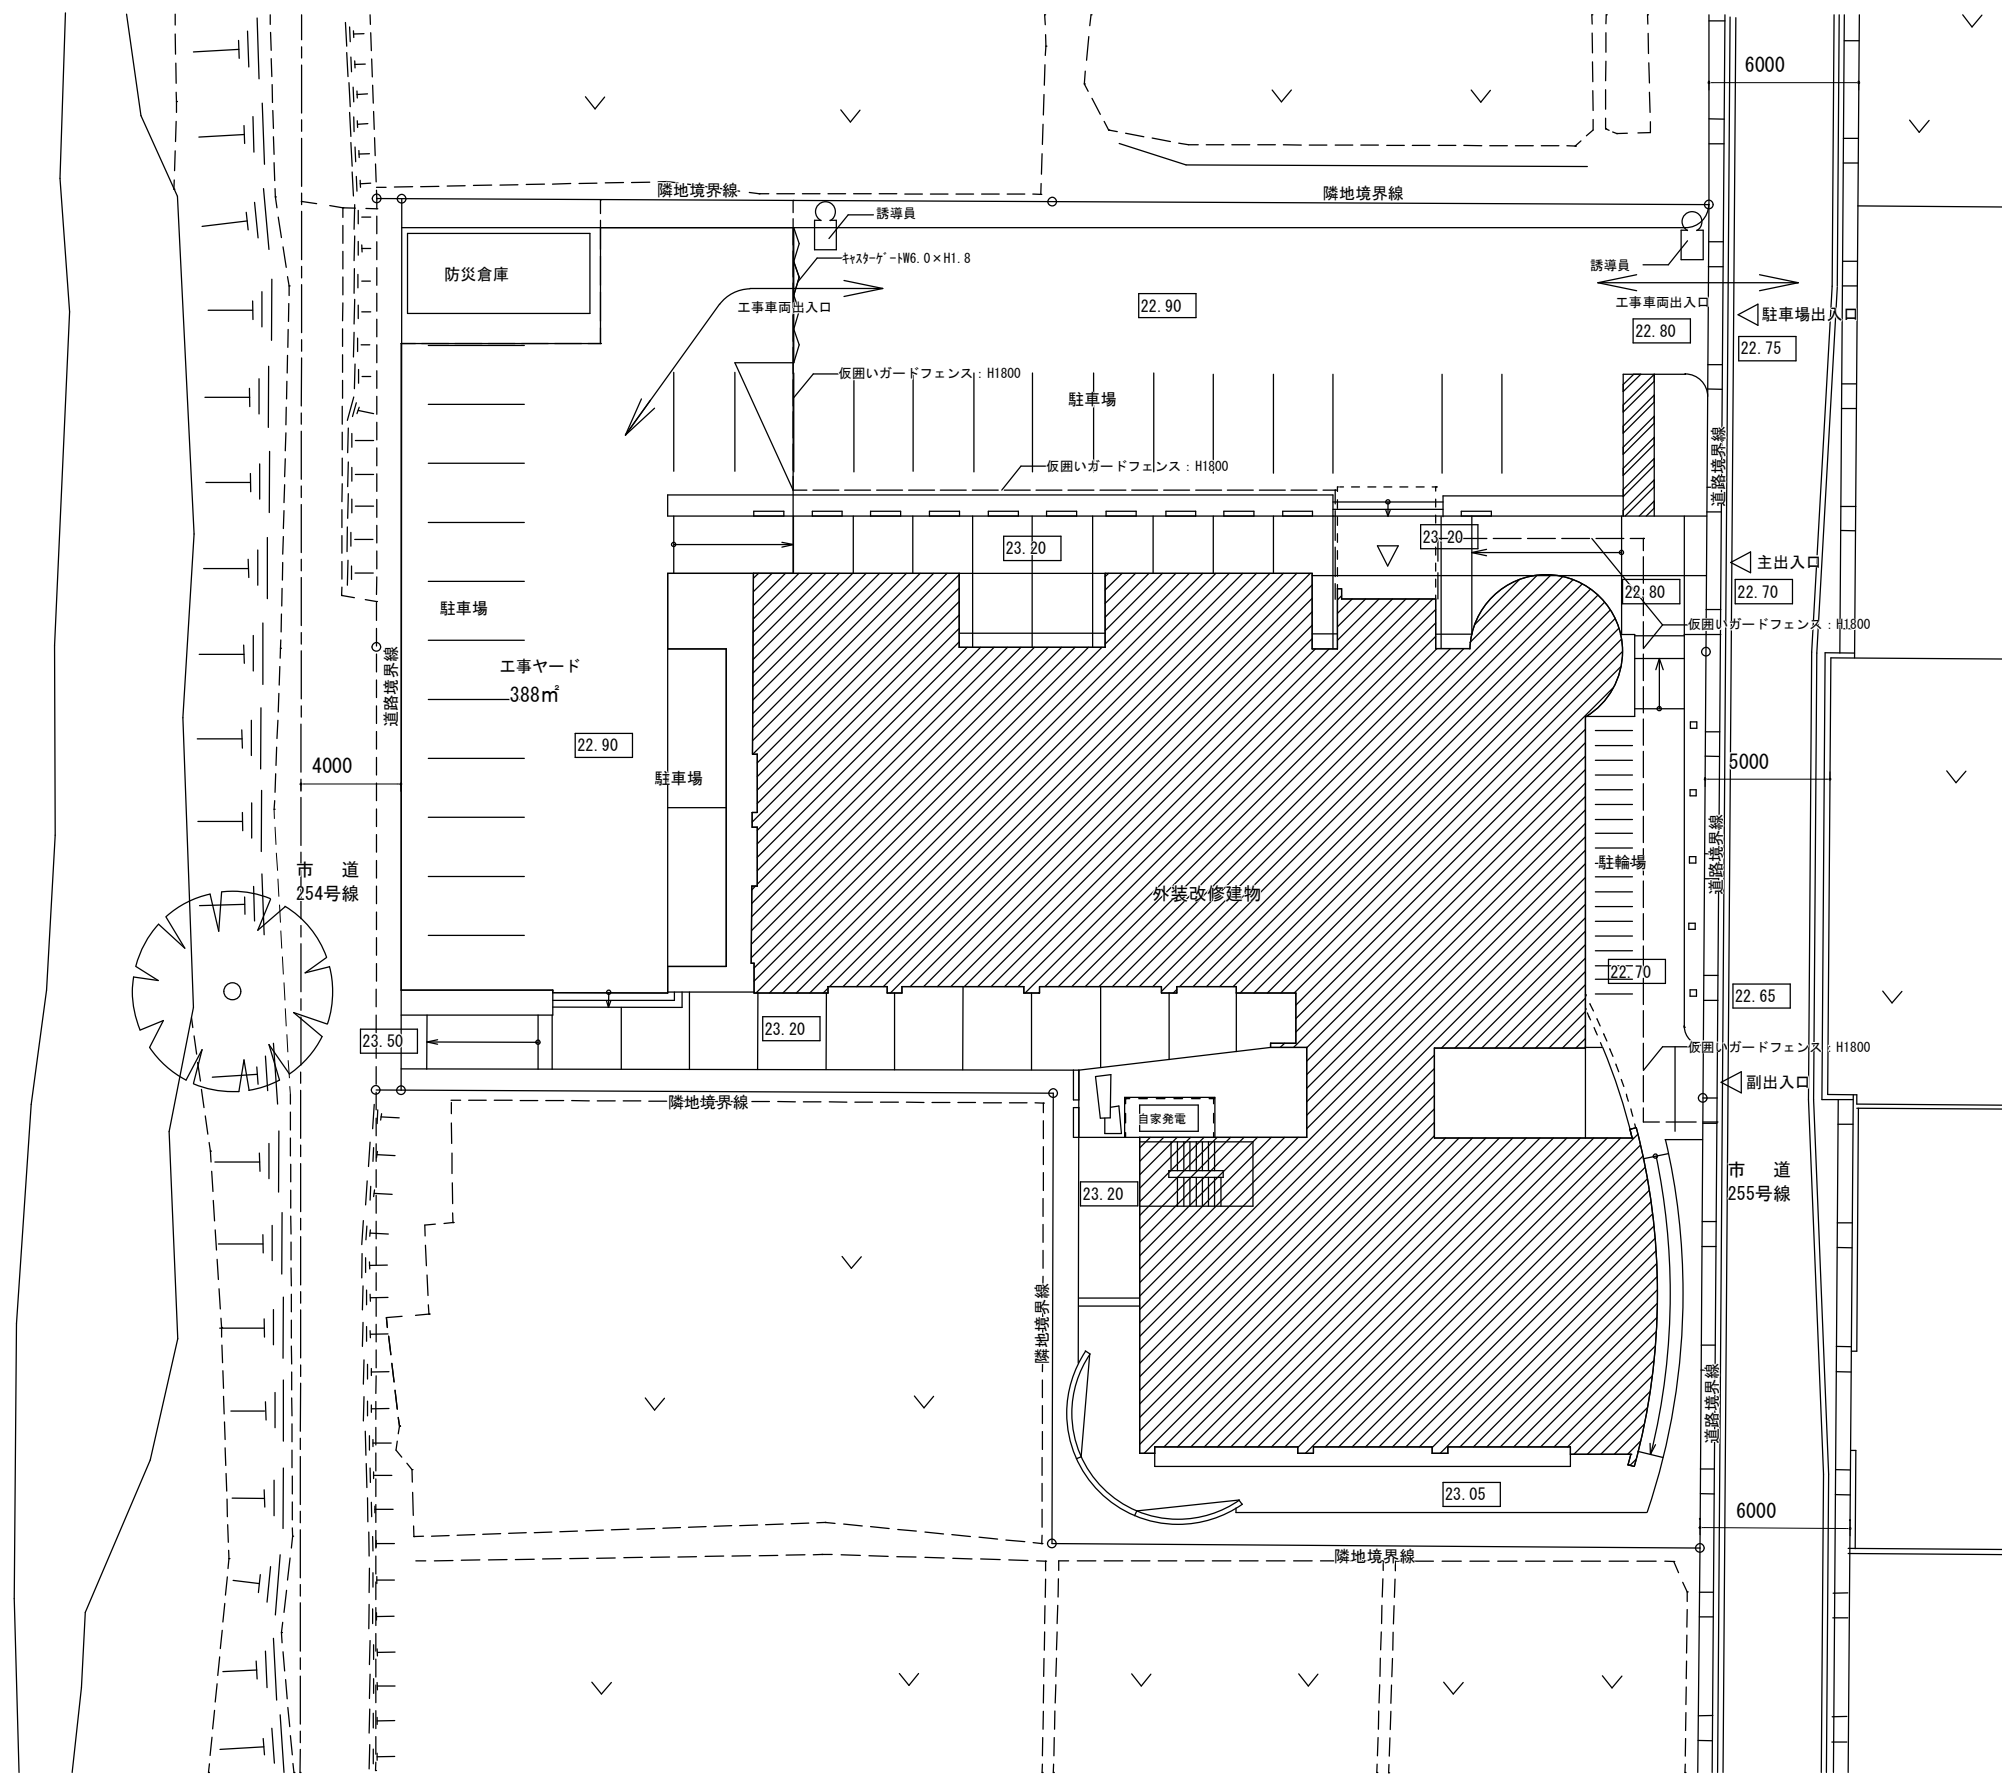 6000
隣地境界線
隣地境界線
誘導員
誘導員
キャスターゲートW6.0×H1.8
防災倉庫
工事車両出入口
工事車両出入口
22.90
22.80
駐車場出入口
22.75
仮囲いガードフェンス：H1800
駐車場
道路境界線
仮囲いガードフェンス：H1800
23.20
23.20
主出入口
22.80
22.70
駐車場
仮囲いガードフェンス：H1800
工事ヤード
388㎡
道路境界線
22.90
4000
駐車場
5000
市　道
254号線
外装改修建物
駐輪場
道路境界線
22.70
22.65
23.20
23.50
仮囲いガードフェンス：H1800
副出入口
隣地境界線
自家発電
23.20
市　道
255号線
隣地境界線
道路境界線
23.05
6000
隣地境界線